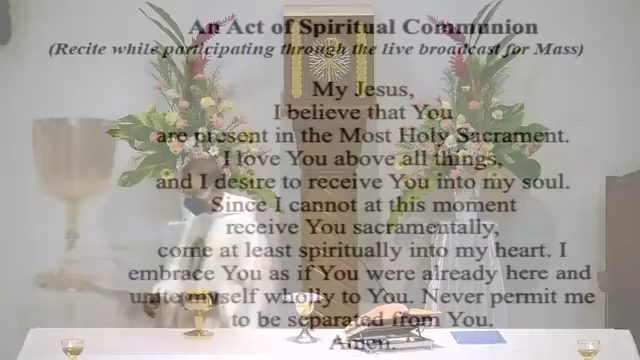 An Act of Spiritual Communion
(Recite while participating through the live broadcast for Mass)
My Jesus,
I believe that You
are present in the Most Holy Sacrament.
I love You above all things,
and I desire to receive You into my soul.
Since I cannot at this moment
receive You sacramentally,
come at least spiritually into my heart. I
embrace You as if You were already here and
unite myself wholly to You. Never permit me
to be separated from You.
Amen.